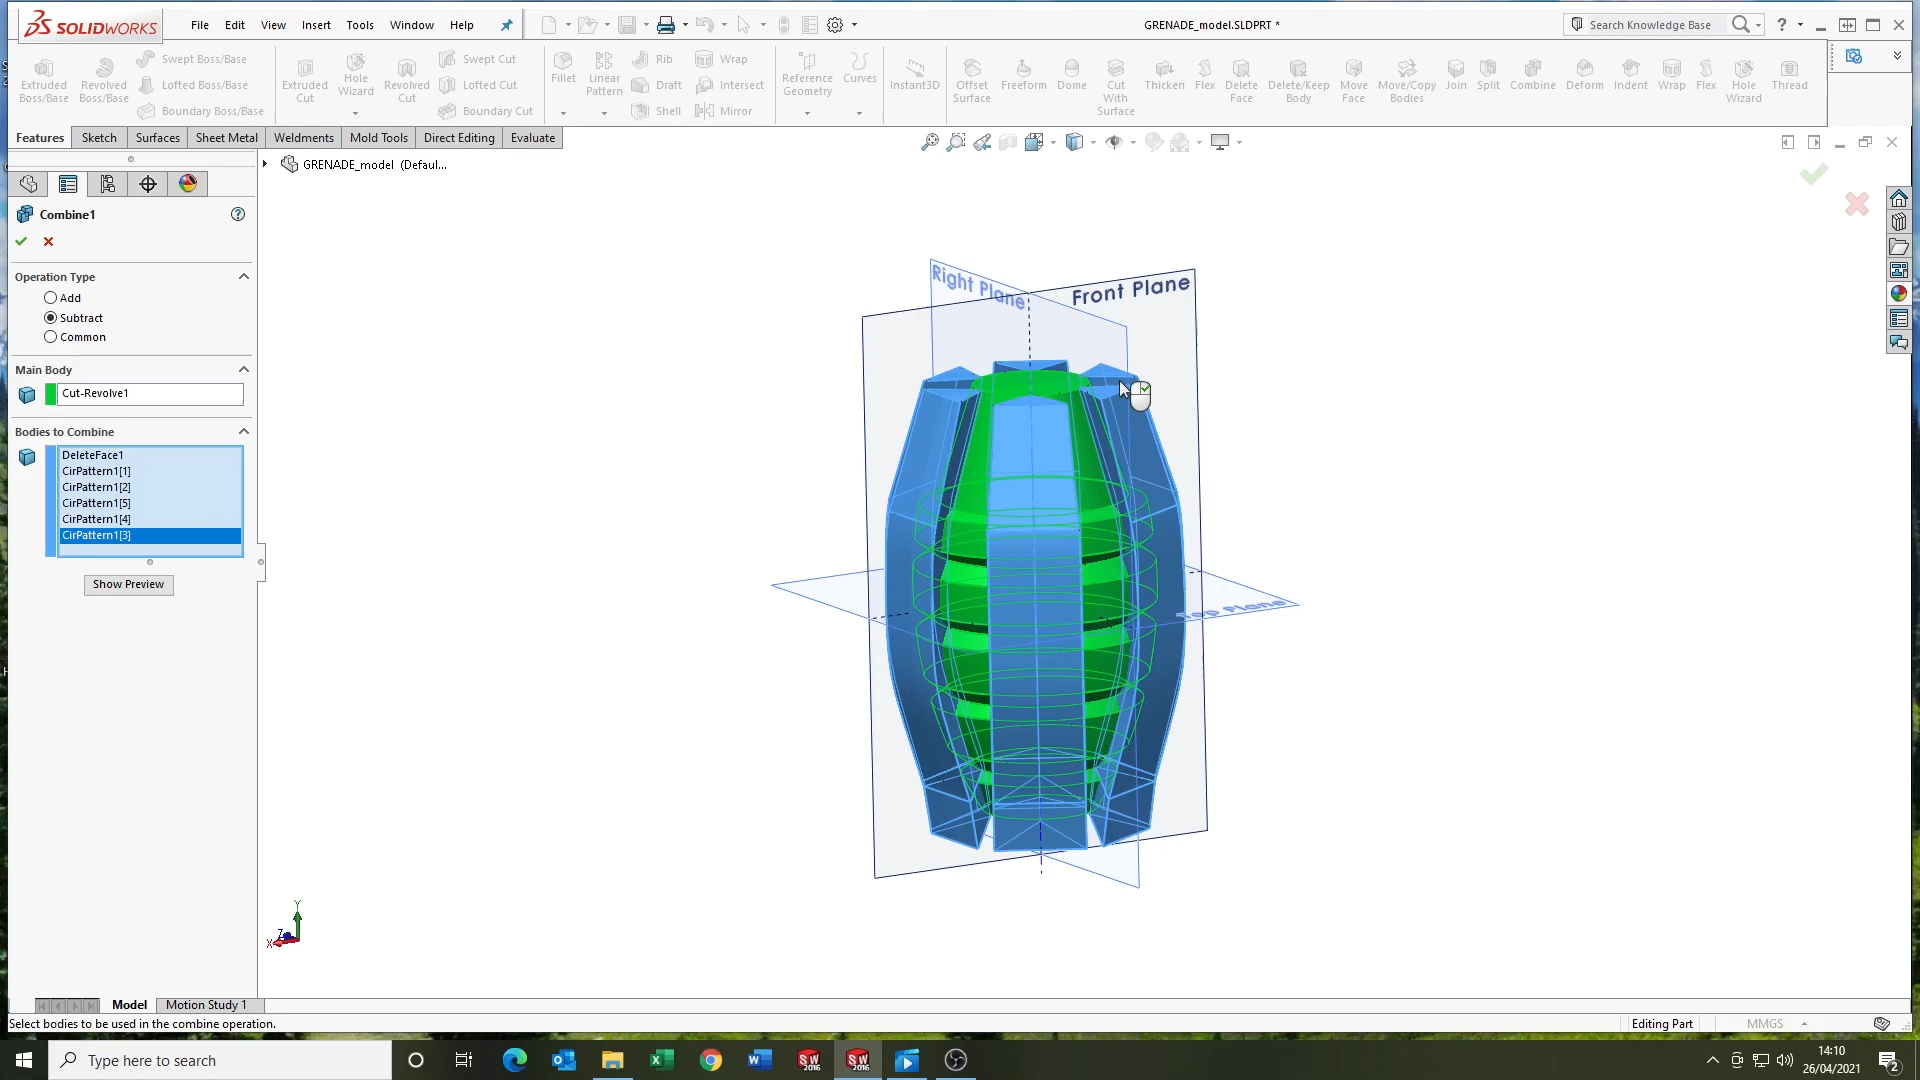 SOLIDWORKS
File Edit View Insert Tools Window Help
GRENADE_model.SLDPRT *
Search Knowledge Base
Extruded Boss/Base
Revolved Boss/Base
Swept Boss/Base
Lofted Boss/Base
Boundary Boss/Base
Extruded Cut
Hole Wizard
Revolved Cut
Swept Cut
Lofted Cut
Boundary Cut
Fillet
Linear Pattern
Rib
Draft
Shell
Wrap
Intersect
Mirror
Reference Geometry
Curves
Instant3D
Offset Surface
Freeform
Dome
Cut With Surface
Thicken
Flex
Delete Face
Delete/Keep Body
Move Face
Move/Copy Bodies
Join
Split
Combine
Deform
Indent
Wrap
Flex
Hole Wizard
Thread
Features Sketch Surfaces Sheet Metal Weldments Mold Tools Direct Editing Evaluate
GRENADE_model (Defaul...
Combine1
Operation Type
Add
Subtract
Common
Main Body
Cut-Revolve1
Bodies to Combine
DeleteFace1
CirPattern1[1]
CirPattern1[2]
CirPattern1[5]
CirPattern1[4]
CirPattern1[3]
Show Preview
Right Plane
Front Plane
Top Plane
Y
Z
X
Model Motion Study 1
Select bodies to be used in the combine operation.
Editing Part
MMGS
Type here to search
SW 2016
SW 2016
14:10
26/04/2021
2